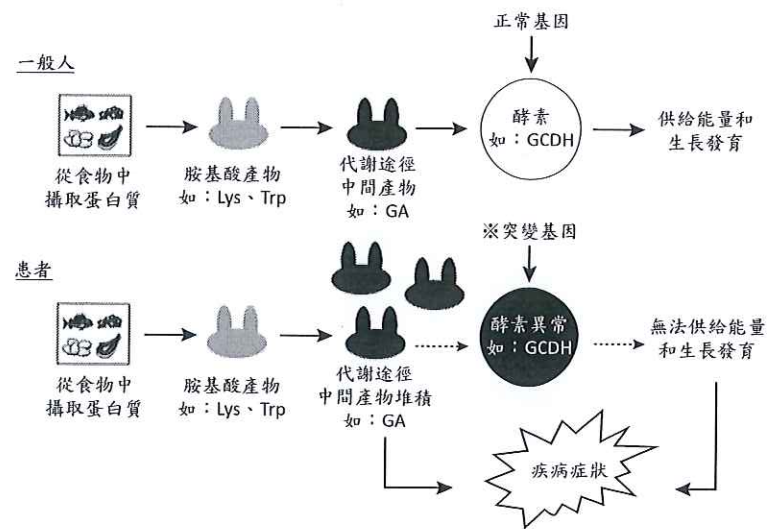 正常基因
一般人
酵素
如：GCDH
供給能量和
生長發育
從食物中
攝取蛋白質
胺基酸產物
如：Lys、Trp
代謝途徑
中間產物
如：GA
※突變基因
患者
酵素異常
如：GCDH
無法供給能量
和生長發育
從食物中
攝取蛋白質
胺基酸產物
如：Lys、Trp
代謝途徑
中間產物堆積
如：GA
疾病症狀